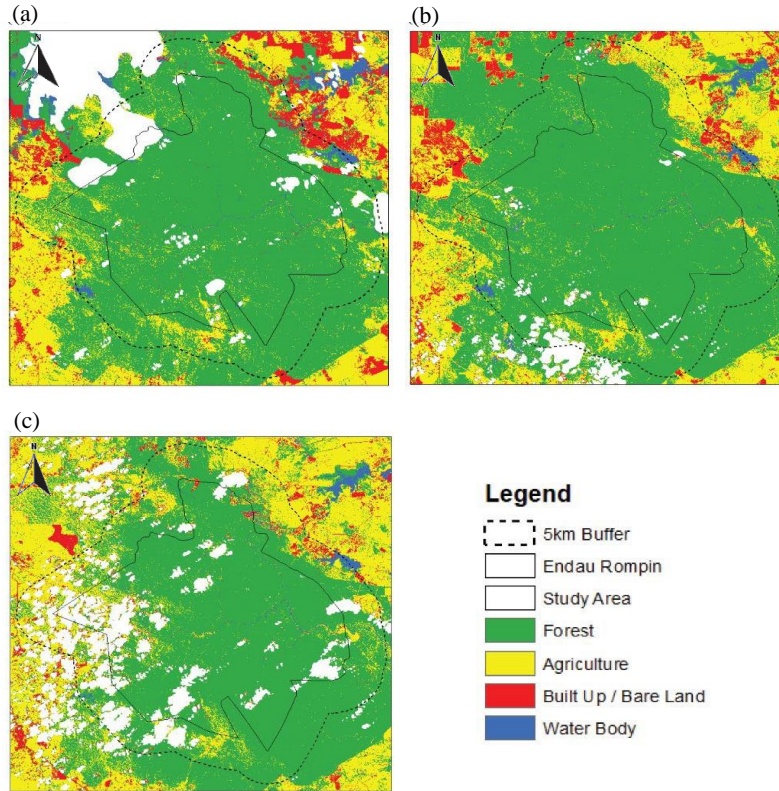 (a)
(b)
N
N
(c)
N
Legend
5km Buffer
Endau Rompin
Study Area
Forest
Agriculture
Built Up / Bare Land
Water Body